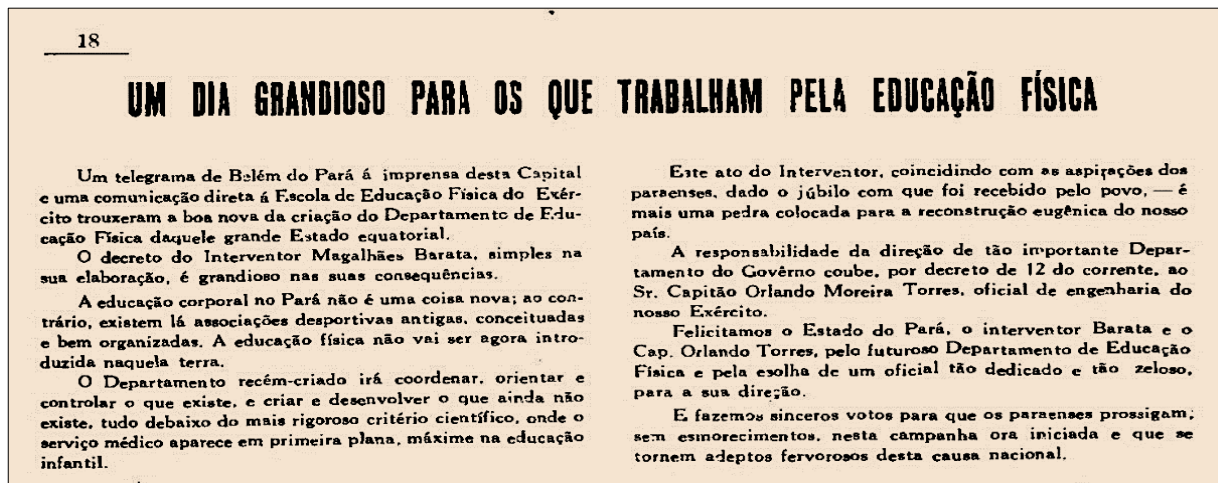 18
UM DIA GRANDIOSO PARA OS QUE TRABALHAM PELA EDUCAÇÃO FÍSICA
Um telegrama de Belém do Pará á imprensa desta Capital
e uma comunicação direta á Escola de Educação Física do Exér-
cito trouxeram a boa nova da criação do Departamento de Edu-
cação Física daquele grande Estado equatorial.
O decreto do Interventor Magalhães Barata, simples na
sua elaboração, é grandioso nas suas consequências.
A educação corporal no Pará não é uma coisa nova; ao con-
trário, existem lá associações desportivas antigas, conceituadas
e bem organizadas. A educação física não vai ser agora intro-
duzida naquela terra.
O Departamento recém-criado irá coordenar, orientar e
controlar o que existe, e criar e desenvolver o que ainda não
existe, tudo debaixo do mais rigoroso critério científico, onde o
serviço médico aparece em primeira plana, máxime na educação
infantil.
Este ato do Interventor, coincidindo com as aspirações dos
paraenses, dado o júbilo com que foi recebido pelo povo, — é
mais uma pedra colocada para a reconstrução eugênica do nosso
país.
A responsabilidade da direção de tão importante Depar-
tamento do Govêrno coube, por decreto de 12 do corrente, ao
Sr. Capitão Orlando Moreira Torres, oficial de engenharia do
nosso Exército.
Felicitamos o Estado do Pará, o interventor Barata e o
Cap. Orlando Torres, pelo futuroso Departamento de Educação
Física e pela esolha de um oficial tão dedicado e tão zeloso,
para a sua direção.
E fazemos sinceros votos para que os paraenses prossigam,
sem esmorecimentos, nesta campanha ora iniciada e que se
tornem adeptos fervorosos desta causa nacional.